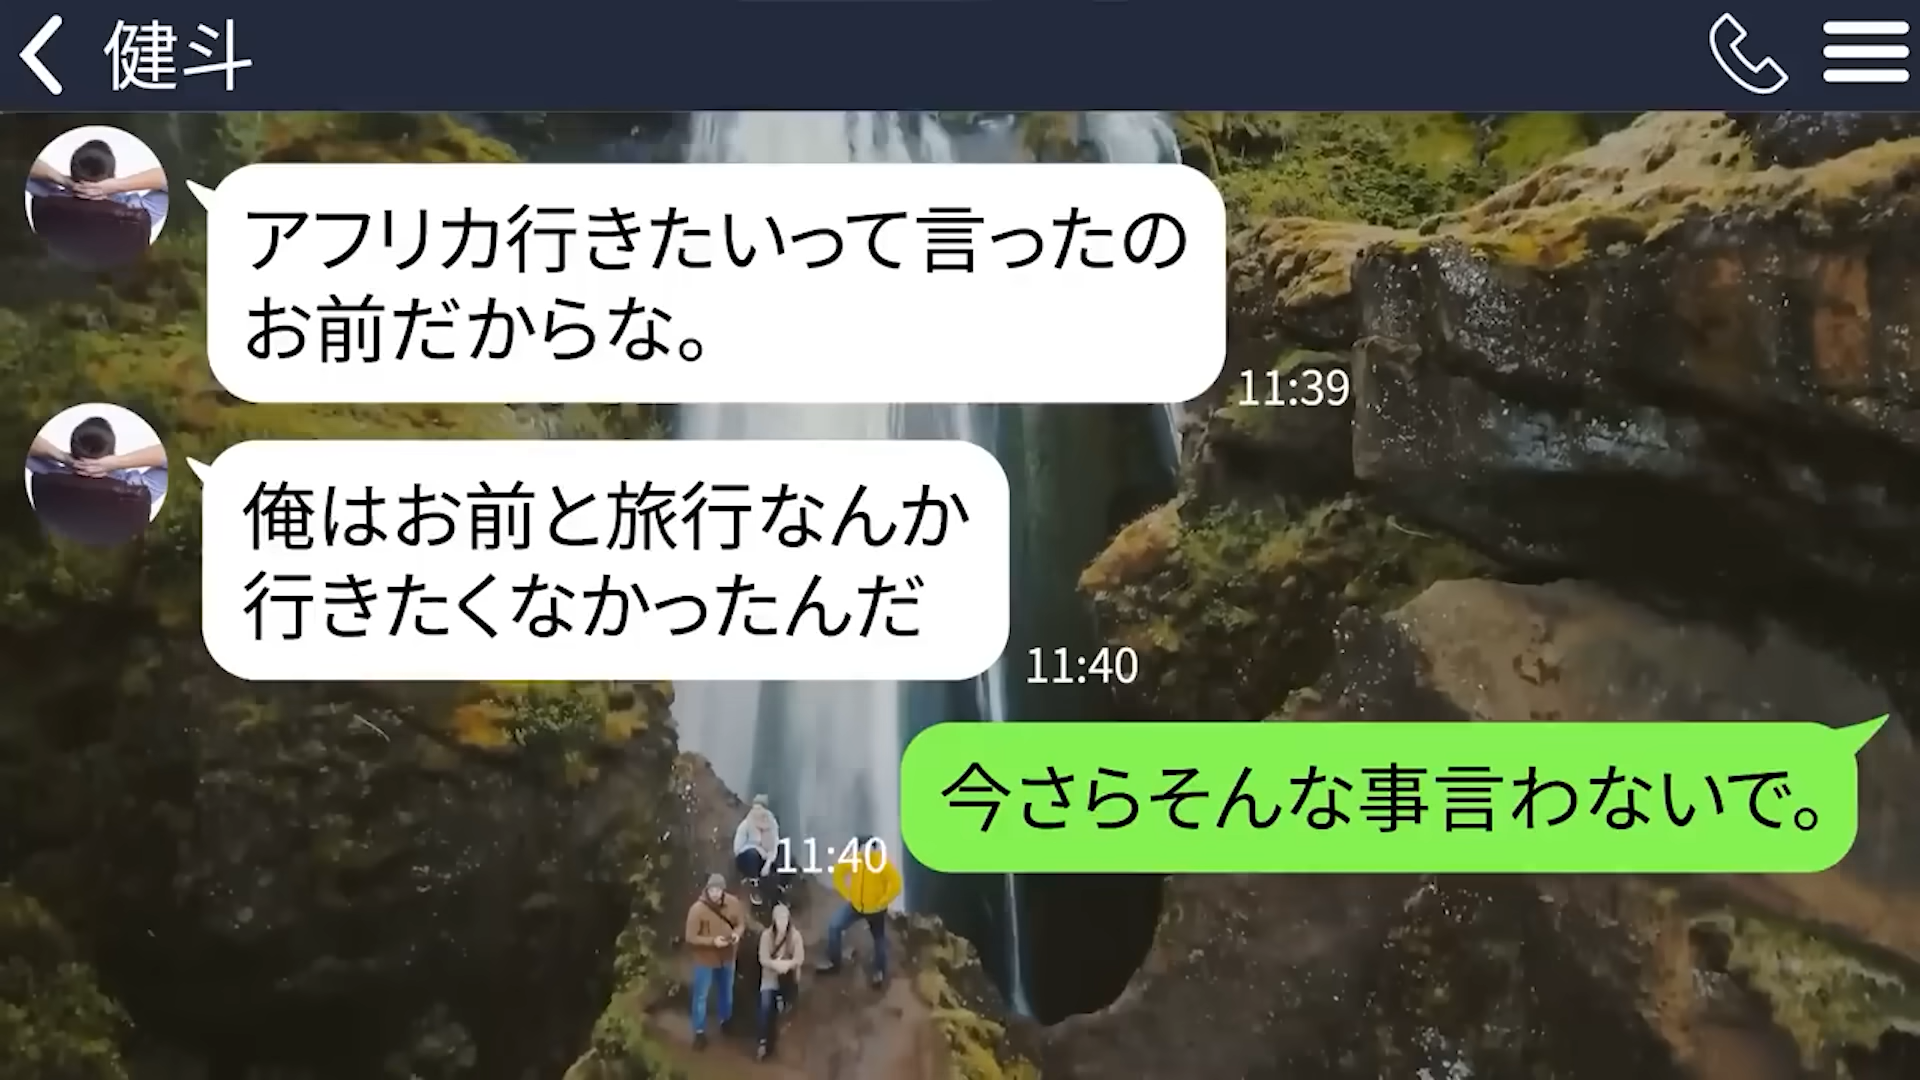 健斗
アフリカ行きたいって言ったの
お前だからな。
11:39
俺はお前と旅行なんか
行きたくなかったんだ
11:40
今さらそんな事言わないで。
11:40